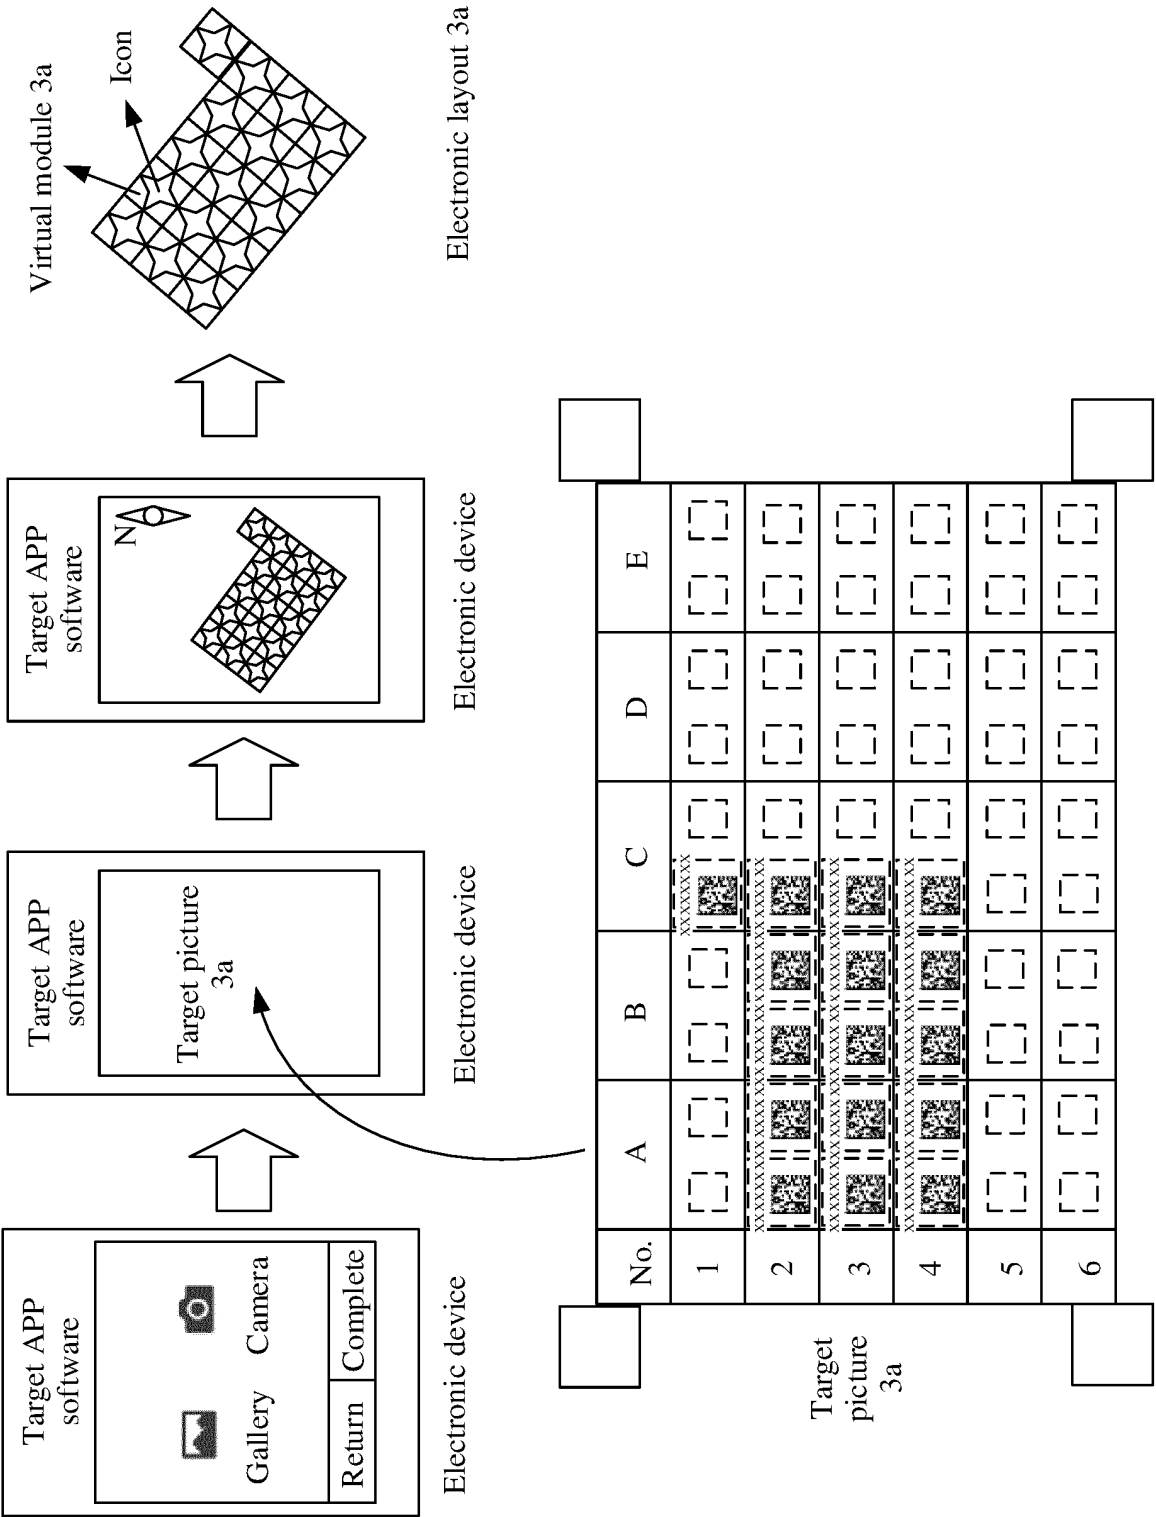 Target APP
software
Gallery
Camera
Return
Complete
Electronic device
Target APP
software
Target picture
3a
Electronic device
Target APP
software
N
Electronic device
Virtual module 3a
Icon
Electronic layout 3a
Target
picture
3a
No. A B C D E
1
2
3
4
5
6